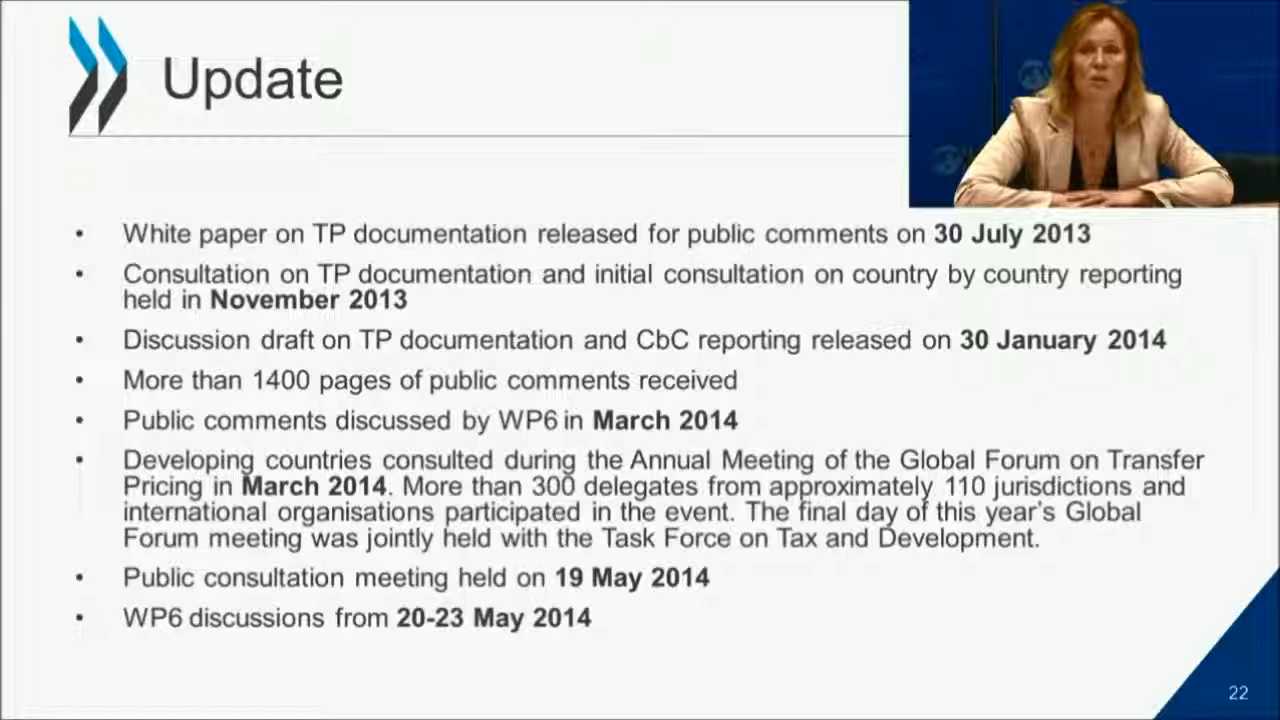 Update
• White paper on TP documentation released for public comments on 30 July 2013
• Consultation on TP documentation and initial consultation on country by country reporting
held in November 2013
• Discussion draft on TP documentation and CbC reporting released on 30 January 2014
• More than 1400 pages of public comments received
• Public comments discussed by WP6 in March 2014
• Developing countries consulted during the Annual Meeting of the Global Forum on Transfer
Pricing in March 2014. More than 300 delegates from approximately 110 jurisdictions and
international organisations participated in the event. The final day of this year's Global
Forum meeting was jointly held with the Task Force on Tax and Development.
• Public consultation meeting held on 19 May 2014
• WP6 discussions from 20-23 May 2014
22